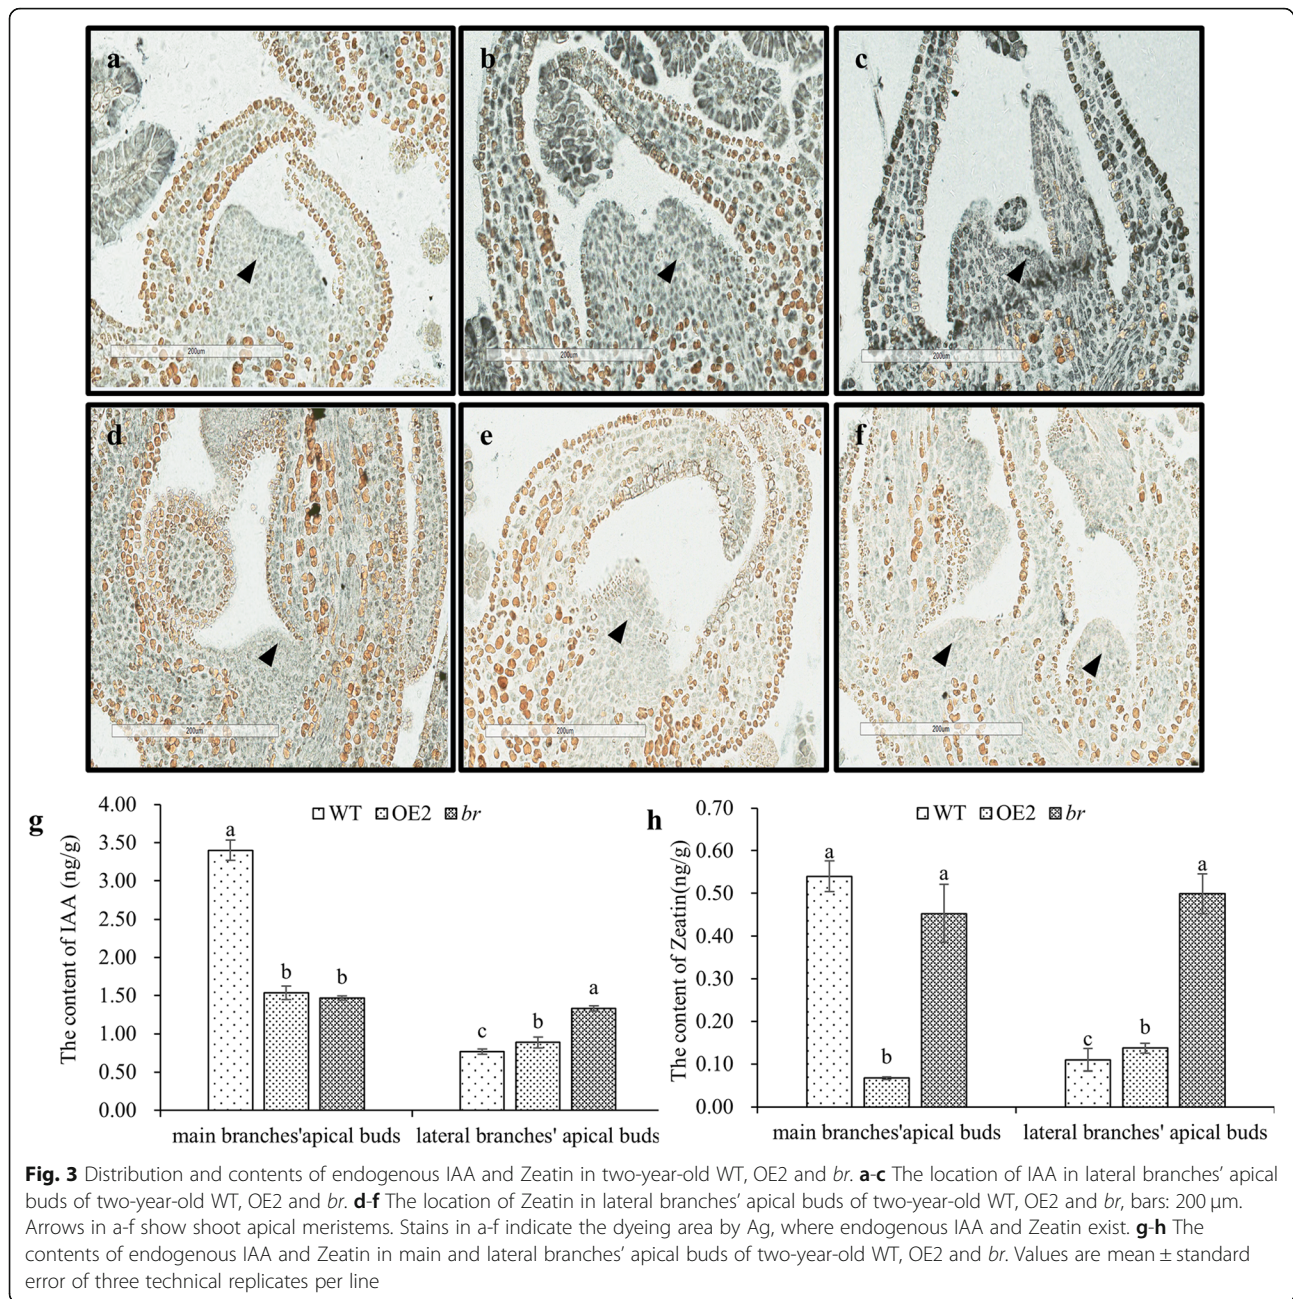 a
b
c
200um
200um
200um
d
e
f
200um
200um
200um
g
4.00
3.50
3.00
2.50
2.00
1.50
1.00
0.50
0.00
The content of IAA (ng/g)
WT OE2 br
a
b
b
c
b
a
main branches'apical buds lateral branches' apical buds
h
0.70
0.60
0.50
0.40
0.30
0.20
0.10
0.00
The content of Zeatin(ng/g)
WT OE2 br
a
b
a
c
b
a
main branches'apical buds lateral branches' apical buds
Fig. 3 Distribution and contents of endogenous IAA and Zeatin in two-year-old WT, OE2 and br. a-c The location of IAA in lateral branches’ apical
buds of two-year-old WT, OE2 and br. d-f The location of Zeatin in lateral branches’ apical buds of two-year-old WT, OE2 and br, bars: 200 μm.
Arrows in a-f show shoot apical meristems. Stains in a-f indicate the dyeing area by Ag, where endogenous IAA and Zeatin exist. g-h The
contents of endogenous IAA and Zeatin in main and lateral branches’ apical buds of two-year-old WT, OE2 and br. Values are mean ± standard
error of three technical replicates per line